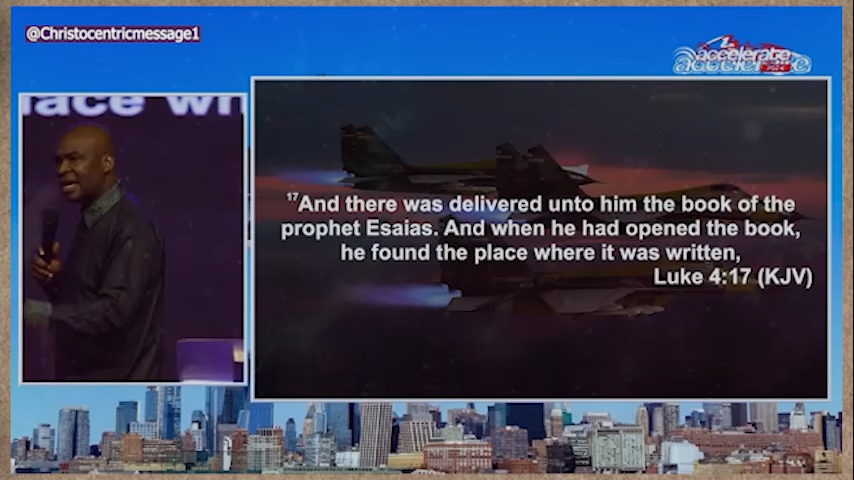 @Christocentricmessage1
accelerate
lace wh
17And there was delivered unto him the book of the
prophet Esaias. And when he had opened the book,
he found the place where it was written,
Luke 4:17 (KJV)